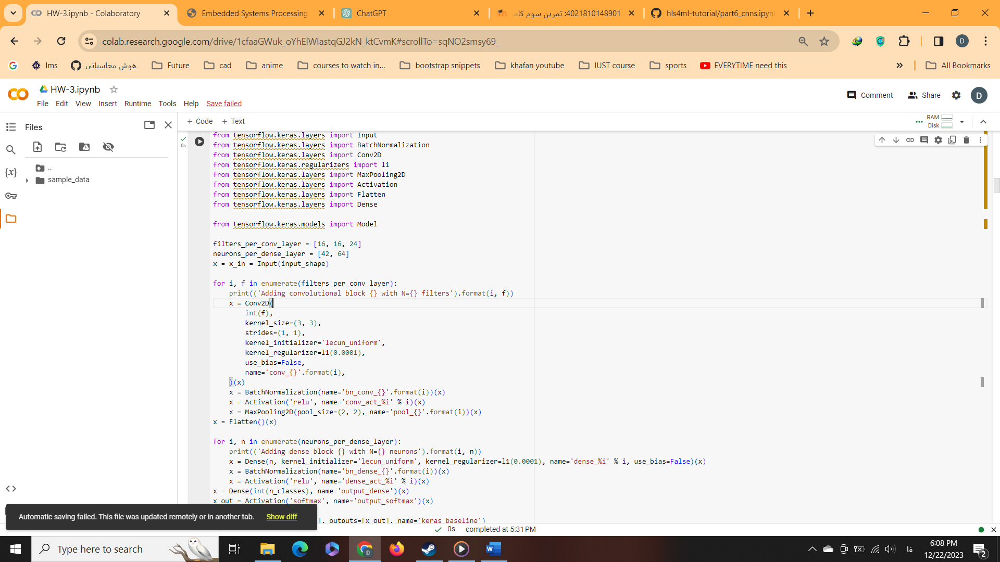 HW-3.ipynb - Colaboratory
Embedded Systems Processing
ChatGPT
4021810148901: تمرین سوم کامر
hls4ml-tutorial/part6_cnns.ipyn
colab.research.google.com/drive/1cfaaGWuk_oYhElWIastqGJ2kN_ktCvmK#scrollTo=sqNO2smsy69_
D
lms
هوش محاسباتی
Future
cad
anime
courses to watch in...
bootstrap snippets
khafan youtube
IUST course
sports
EVERYTIME need this
All Bookmarks
HW-3.ipynb
File Edit View Insert Runtime Tools Help Save failed
Comment
Share
D
Files
+ Code + Text
RAM
Disk
..
sample_data
{x}
0s
from tensorflow.keras.layers import Input
from tensorflow.keras.layers import BatchNormalization
from tensorflow.keras.layers import Conv2D
from tensorflow.keras.regularizers import l1
from tensorflow.keras.layers import MaxPooling2D
from tensorflow.keras.layers import Activation
from tensorflow.keras.layers import Flatten
from tensorflow.keras.layers import Dense
from tensorflow.keras.models import Model
filters_per_conv_layer = [16, 16, 24]
neurons_per_dense_layer = [42, 64]
x = x_in = Input(input_shape)
for i, f in enumerate(filters_per_conv_layer):
print(('Adding convolutional block {} with N={} filters').format(i, f))
x = Conv2D(
int(f),
kernel_size=(3, 3),
strides=(1, 1),
kernel_initializer='lecun_uniform',
kernel_regularizer=l1(0.0001),
use_bias=False,
name='conv_{}'.format(i),
)(x)
x = BatchNormalization(name='bn_conv_{}'.format(i))(x)
x = Activation('relu', name='conv_act_%i' % i)(x)
x = MaxPooling2D(pool_size=(2, 2), name='pool_{}'.format(i))(x)
x = Flatten()(x)
for i, n in enumerate(neurons_per_dense_layer):
print(('Adding dense block {} with N={} neurons').format(i, n))
x = Dense(n, kernel_initializer='lecun_uniform', kernel_regularizer=l1(0.0001), name='dense_%i' % i, use_bias=False)(x)
x = BatchNormalization(name='bn_dense_{}'.format(i))(x)
x = Activation('relu', name='dense_act_%i' % i)(x)
x = Dense(int(n_classes), name='output_dense')(x)
x_out = Activation('softmax', name='output_softmax')(x)
], outputs=[x_out], name='keras_baseline')
Automatic saving failed. This file was updated remotely or in another tab. Show diff
0s completed at 5:31 PM
Type here to search
فا
6:08 PM
12/22/2023
2